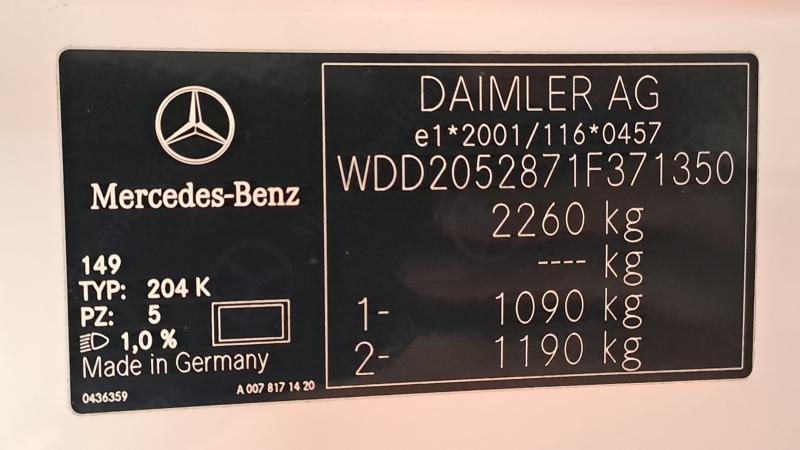 Mercedes-Benz
149
TYP: 204 K
PZ: 5
1,0 %
Made in Germany
0436359
A 007 817 14 20
DAIMLER AG
e1*2001/116*0457
WDD2052871F371350
2260 kg
---- kg
1- 1090 kg
2- 1190 kg